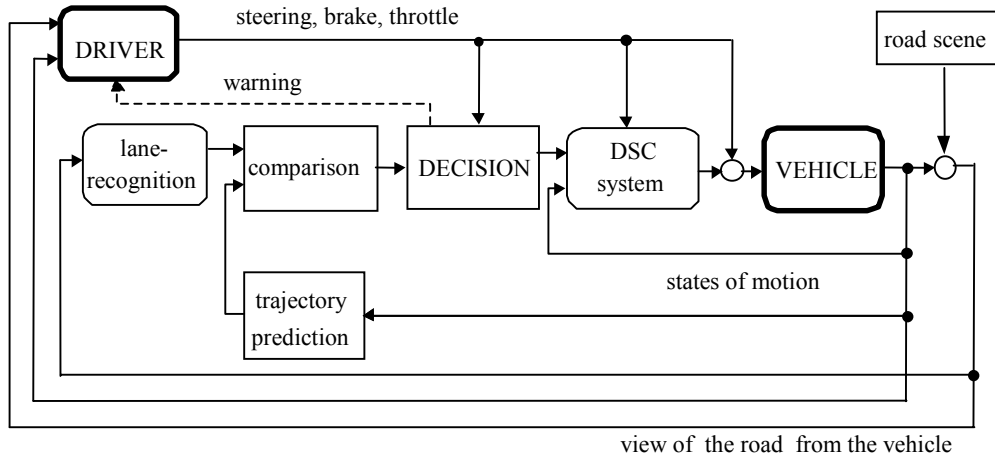 steering, brake, throttle
DRIVER
road scene
warning
lane-
recognition
comparison
DECISION
DSC
system
VEHICLE
states of motion
trajectory
prediction
view of the road from the vehicle